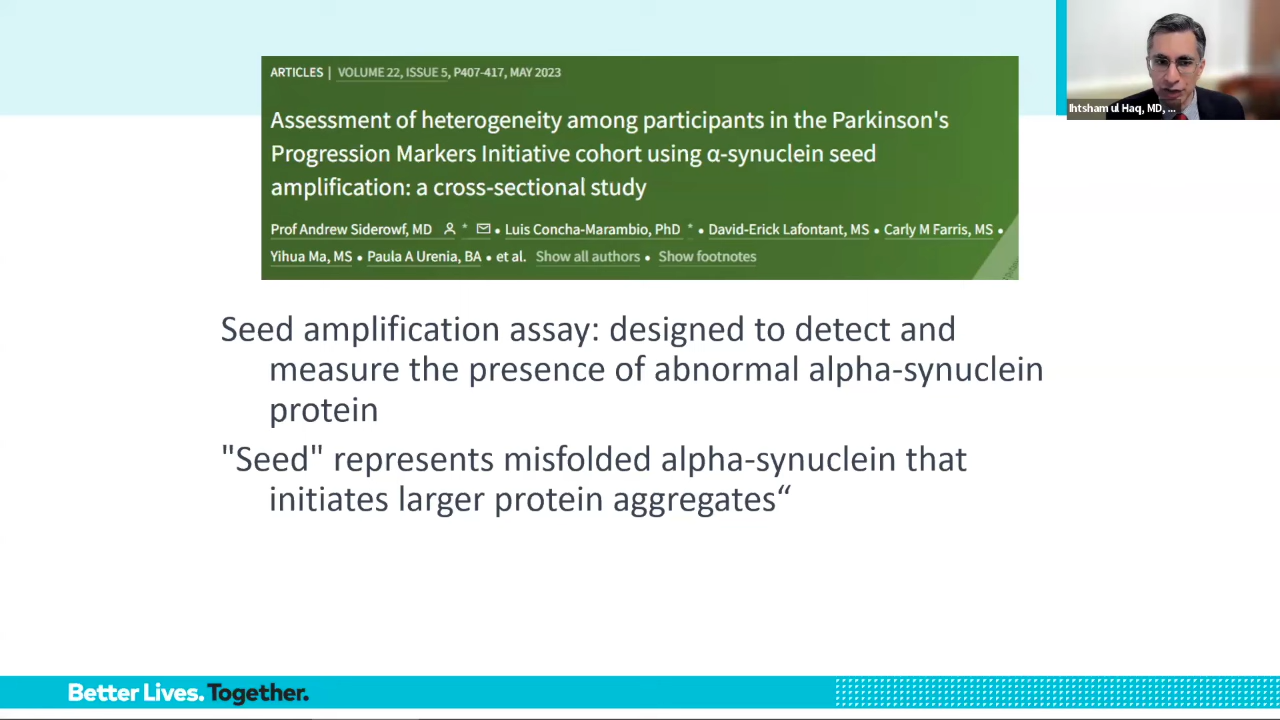 ARTICLES | VOLUME 22, ISSUE 5, P407-417, MAY 2023
Assessment of heterogeneity among participants in the Parkinson's
Progression Markers Initiative cohort using α-synuclein seed
amplification: a cross-sectional study
Prof Andrew Siderowf, MD * • Luis Concha-Marambio, PhD * • David-Erick Lafontant, MS • Carly M Farris, MS •
Yihua Ma, MS • Paula A Urenia, BA • et al. Show all authors • Show footnotes
Ihtsham ul Haq, MD, ...
Seed amplification assay: designed to detect and
measure the presence of abnormal alpha-synuclein
protein
"Seed" represents misfolded alpha-synuclein that
initiates larger protein aggregates“
Better Lives. Together.